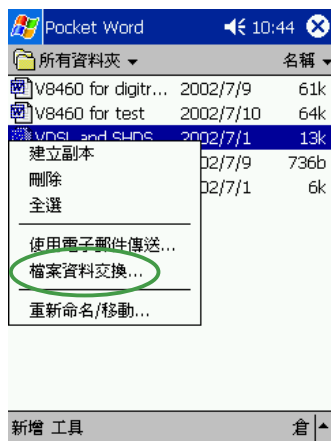 Pocket Word 10:44
所有資料夾 名稱
V8460 for digitr... 2002/7/9 61k
V8460 for test 2002/7/10 64k
VDSL and SHDS 2002/7/1 13k
建立副本
02/7/9 736b
刪除
02/7/1 6k
全選
使用電子郵件傳送...
檔案資料交換...
重新命名/移動...
新增 工具 倉